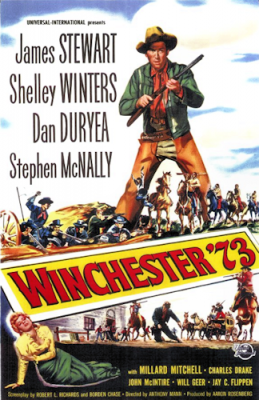 UNIVERSAL-INTERNATIONAL presents
James STEWART
Shelley WINTERS
Dan DURYEA
Stephen McNALLY
WINCHESTER '73
with MILLARD MITCHELL · CHARLES DRAKE
JOHN McINTIRE · WILL GEER · JAY C. FLIPPEN
Screenplay by ROBERT L. RICHARDS and BORDEN CHASE · Directed by ANTHONY MANN · Produced by AARON ROSENBERG